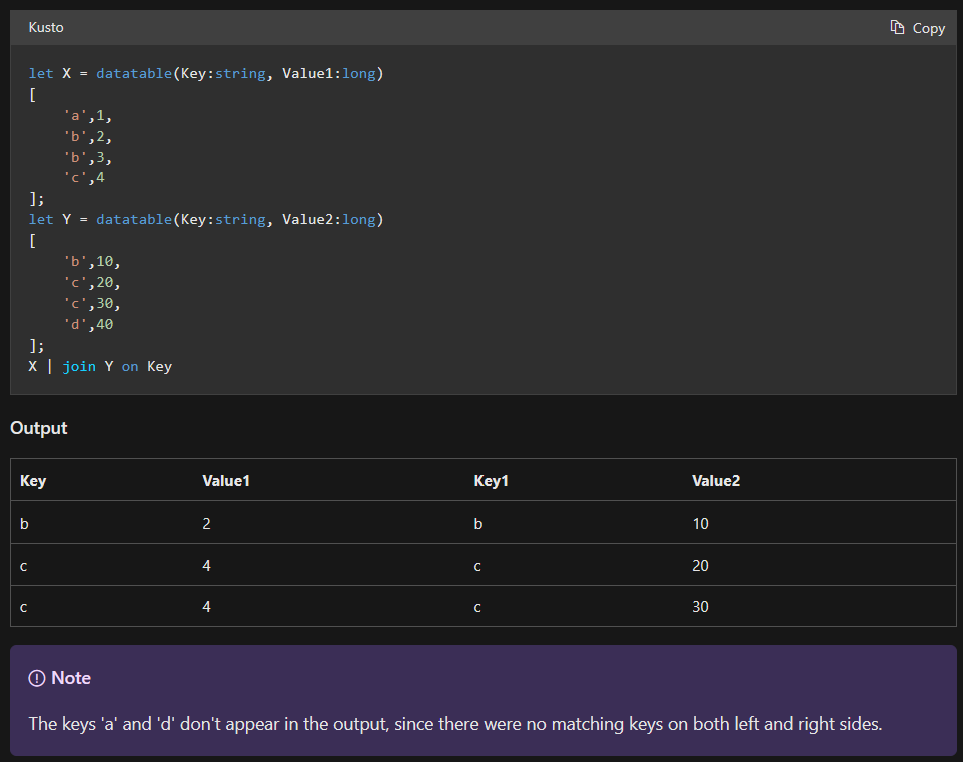 Kusto
Copy
let X = datatable(Key:string, Value1:long)
[
    'a',1,
    'b',2,
    'b',3,
    'c',4
];
let Y = datatable(Key:string, Value2:long)
[
    'b',10,
    'c',20,
    'c',30,
    'd',40
];
X | join Y on Key
Output
Key Value1 Key1 Value2
b 2 b 10
c 4 c 20
c 4 c 30
Note
The keys 'a' and 'd' don't appear in the output, since there were no matching keys on both left and right sides.